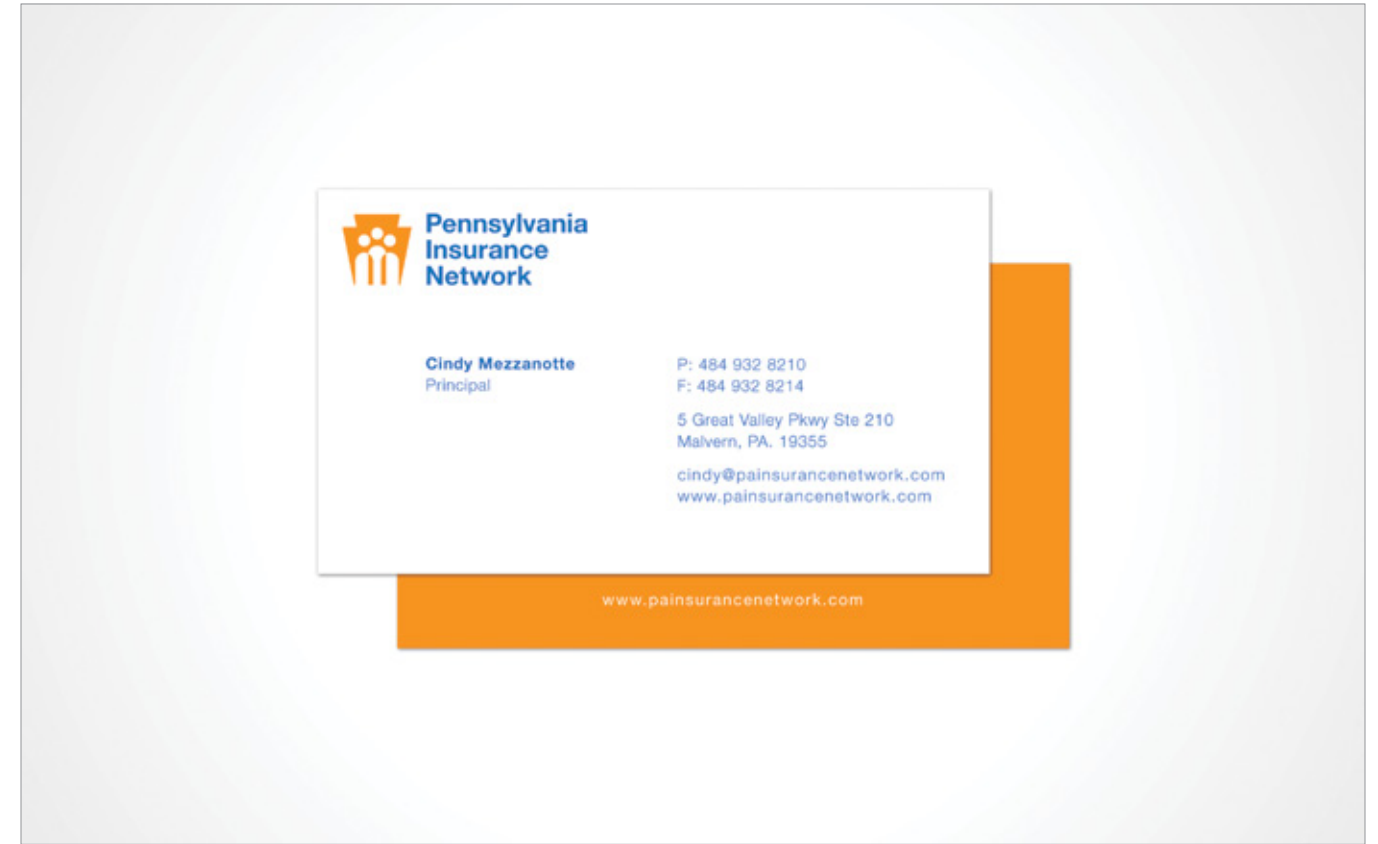 Pennsylvania
Insurance
Network
Cindy Mezzanotte
Principal
P: 484 932 8210
F: 484 932 8214
5 Great Valley Pkwy Ste 210
Malvern, PA. 19355
cindy@painsurancenetwork.com
www.painsurancenetwork.com
www.painsurancenetwork.com